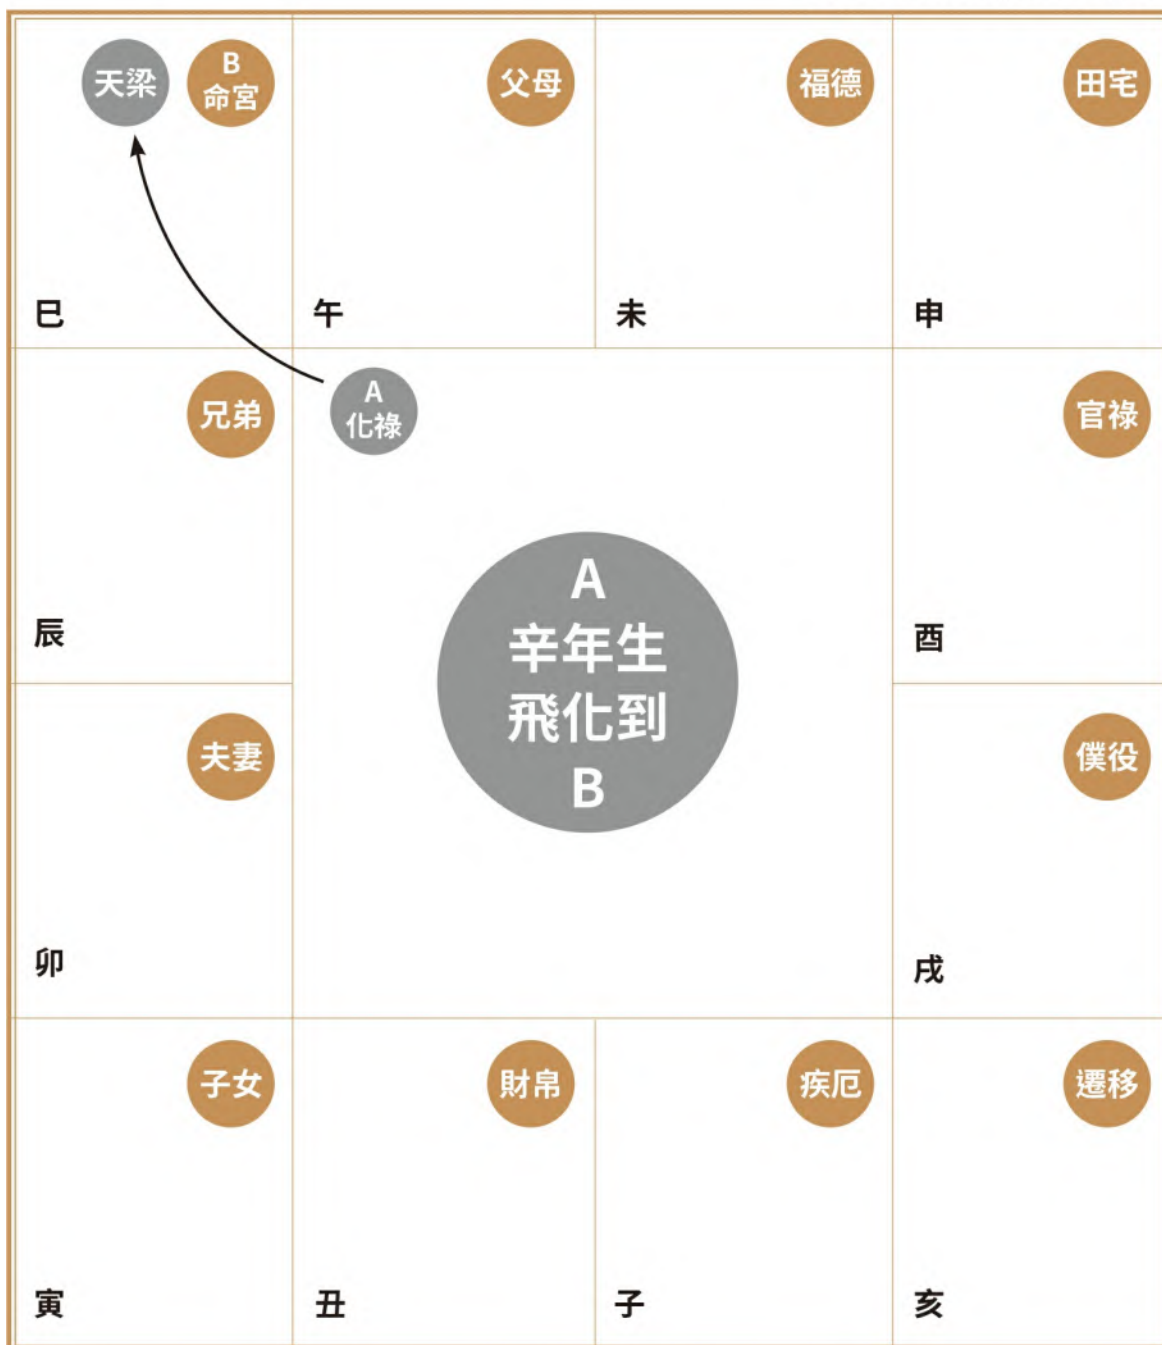 天梁
B
命宮
父母
福德
田宅
巳
午
未
申
兄弟
A
化祿
官祿
A
辛年生
飛化到
B
辰
酉
夫妻
僕役
卯
戌
子女
財帛
疾厄
遷移
寅
丑
子
亥